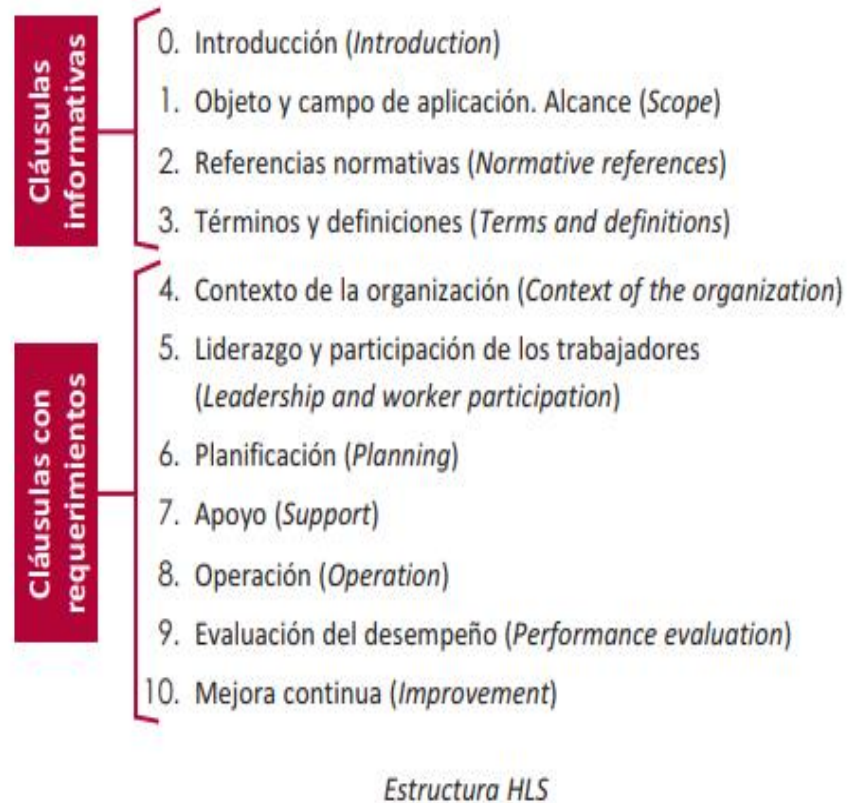 Cláusulas
informativas
0. Introducción (Introduction)
1. Objeto y campo de aplicación. Alcance (Scope)
2. Referencias normativas (Normative references)
3. Términos y definiciones (Terms and definitions)
Cláusulas con
requerimientos
4. Contexto de la organización (Context of the organization)
5. Liderazgo y participación de los trabajadores
(Leadership and worker participation)
6. Planificación (Planning)
7. Apoyo (Support)
8. Operación (Operation)
9. Evaluación del desempeño (Performance evaluation)
10. Mejora continua (Improvement)
Estructura HLS